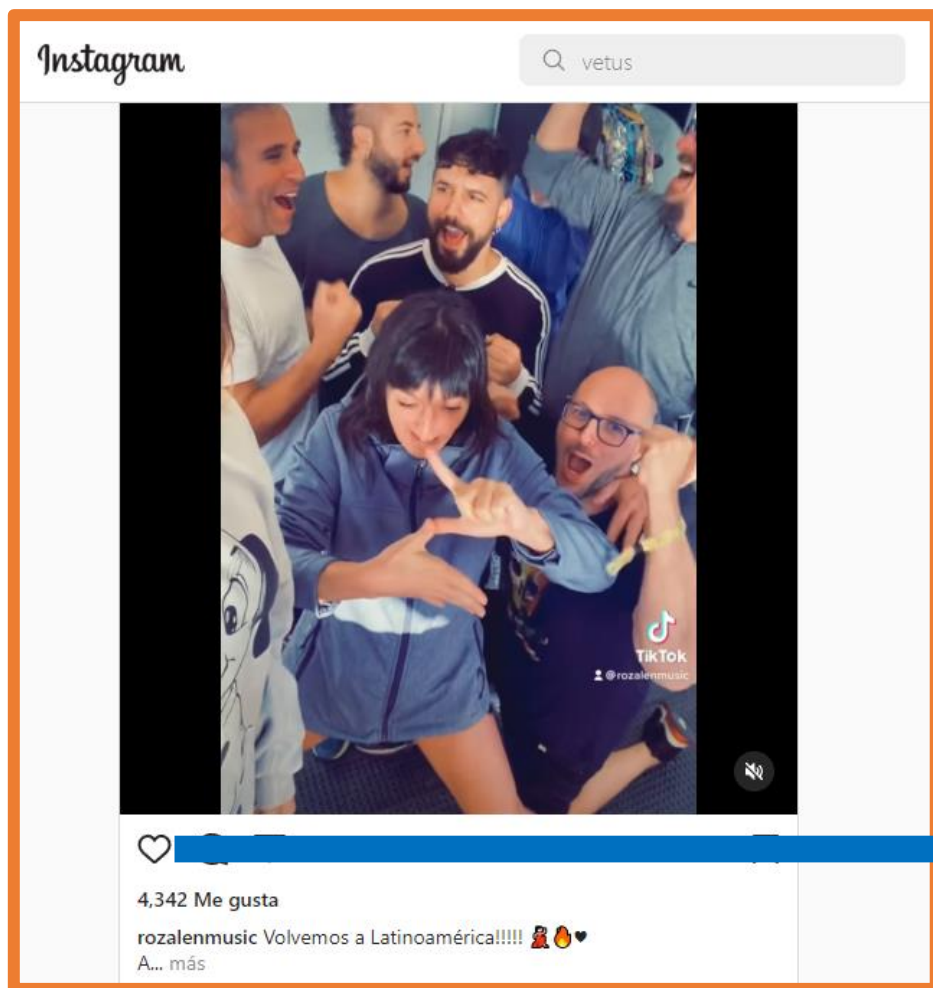 Instagram
vetus
TikTok
@rozalenmusic
4,342 Me gusta
rozalenmusic Volvemos a Latinoamérica!!!!! 💃🔥♥
A... más